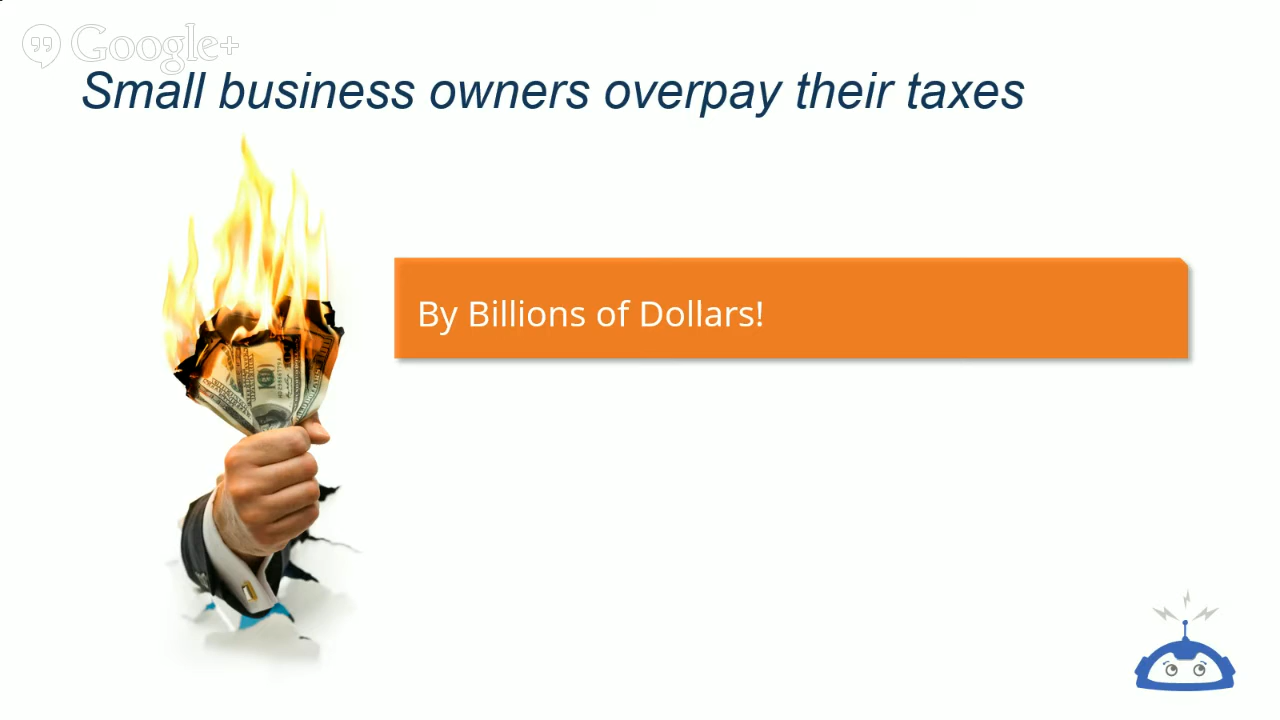 Google+
Small business owners overpay their taxes
By Billions of Dollars!